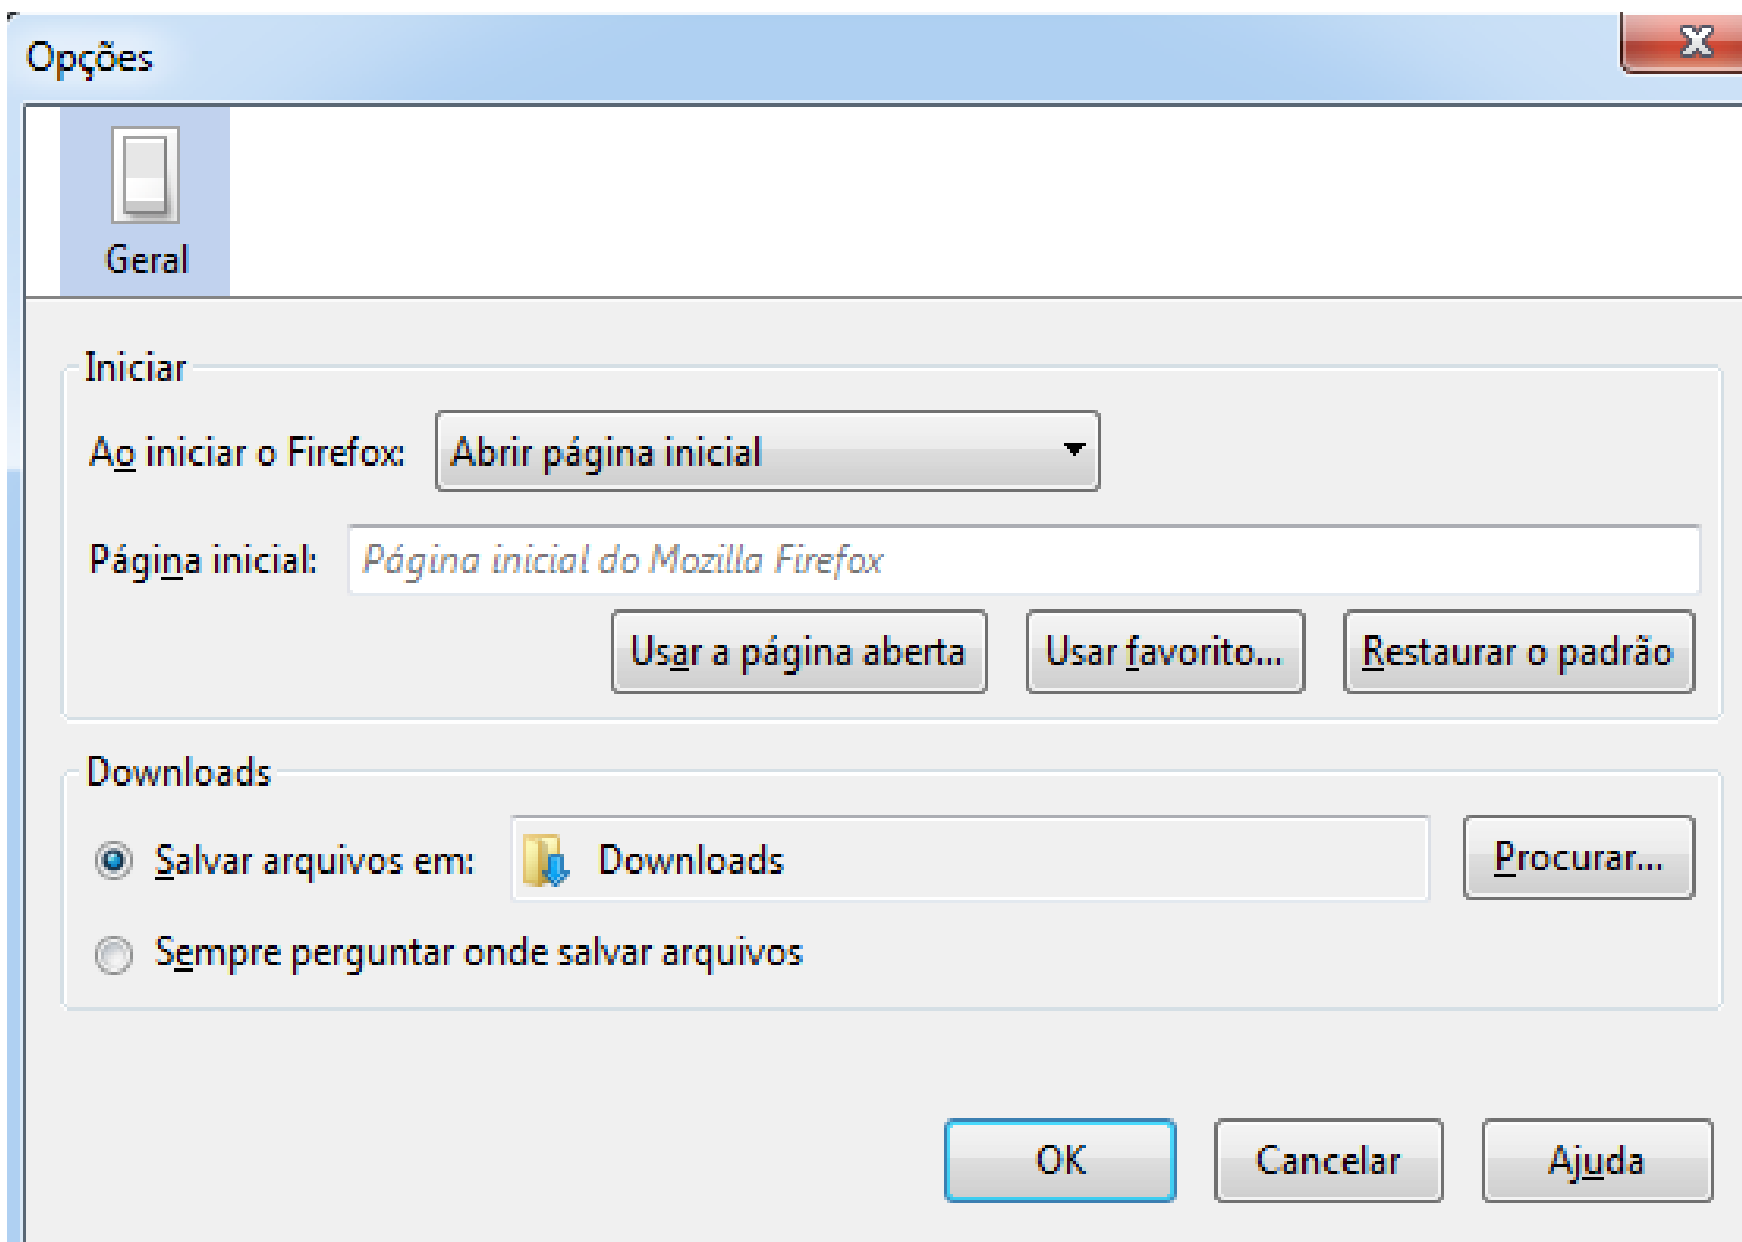 Opções
Geral
Iniciar
Ao iniciar o Firefox: Abrir página inicial
Página inicial: Página inicial do Mozilla Firefox
Usar a página aberta Usar favorito... Restaurar o padrão
Downloads
Salvar arquivos em: Downloads Procurar...
Sempre perguntar onde salvar arquivos
OK Cancelar Ajuda